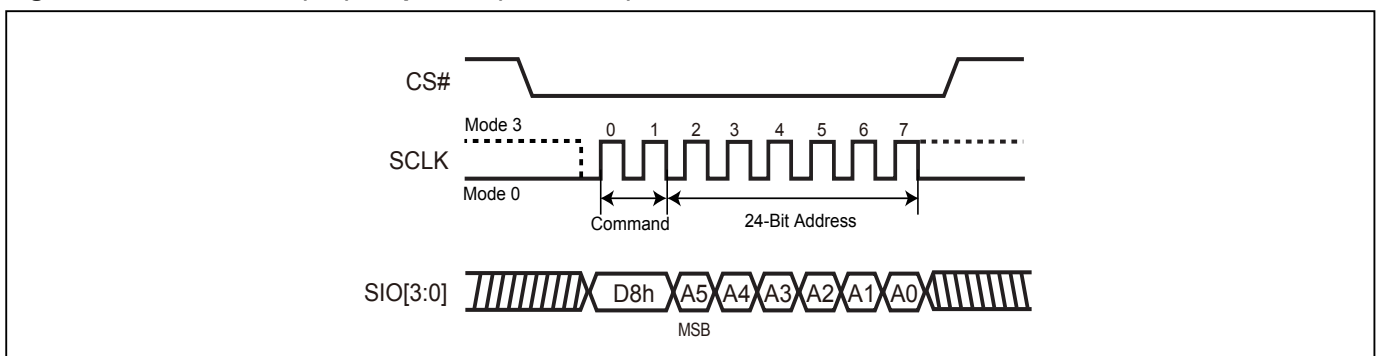 CS#
Mode 3
0 1 2 3 4 5 6 7
SCLK
Mode 0
Command
24-Bit Address
SIO[3:0]
D8h A5 A4 A3 A2 A1 A0
MSB